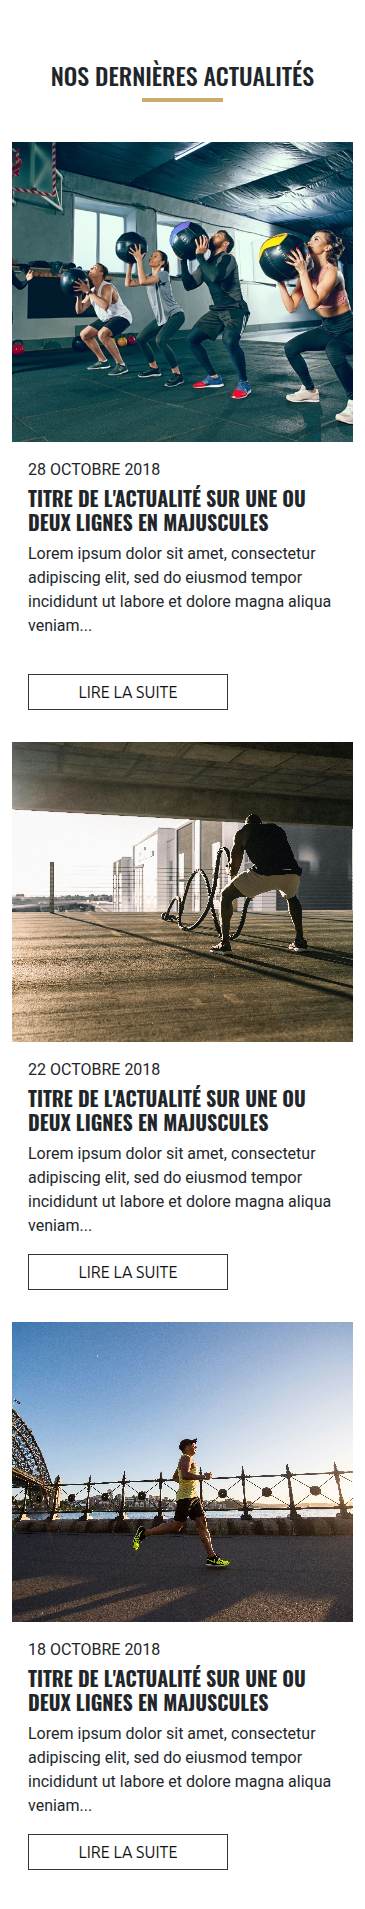 NOS DERNIÈRES ACTUALITÉS
28 OCTOBRE 2018
TITRE DE L'ACTUALITÉ SUR UNE OU
DEUX LIGNES EN MAJUSCULES
Lorem ipsum dolor sit amet, consectetur
adipiscing elit, sed do eiusmod tempor
incididunt ut labore et dolore magna aliqua
veniam...
LIRE LA SUITE
22 OCTOBRE 2018
TITRE DE L'ACTUALITÉ SUR UNE OU
DEUX LIGNES EN MAJUSCULES
Lorem ipsum dolor sit amet, consectetur
adipiscing elit, sed do eiusmod tempor
incididunt ut labore et dolore magna aliqua
veniam...
LIRE LA SUITE
18 OCTOBRE 2018
TITRE DE L'ACTUALITÉ SUR UNE OU
DEUX LIGNES EN MAJUSCULES
Lorem ipsum dolor sit amet, consectetur
adipiscing elit, sed do eiusmod tempor
incididunt ut labore et dolore magna aliqua
veniam...
LIRE LA SUITE